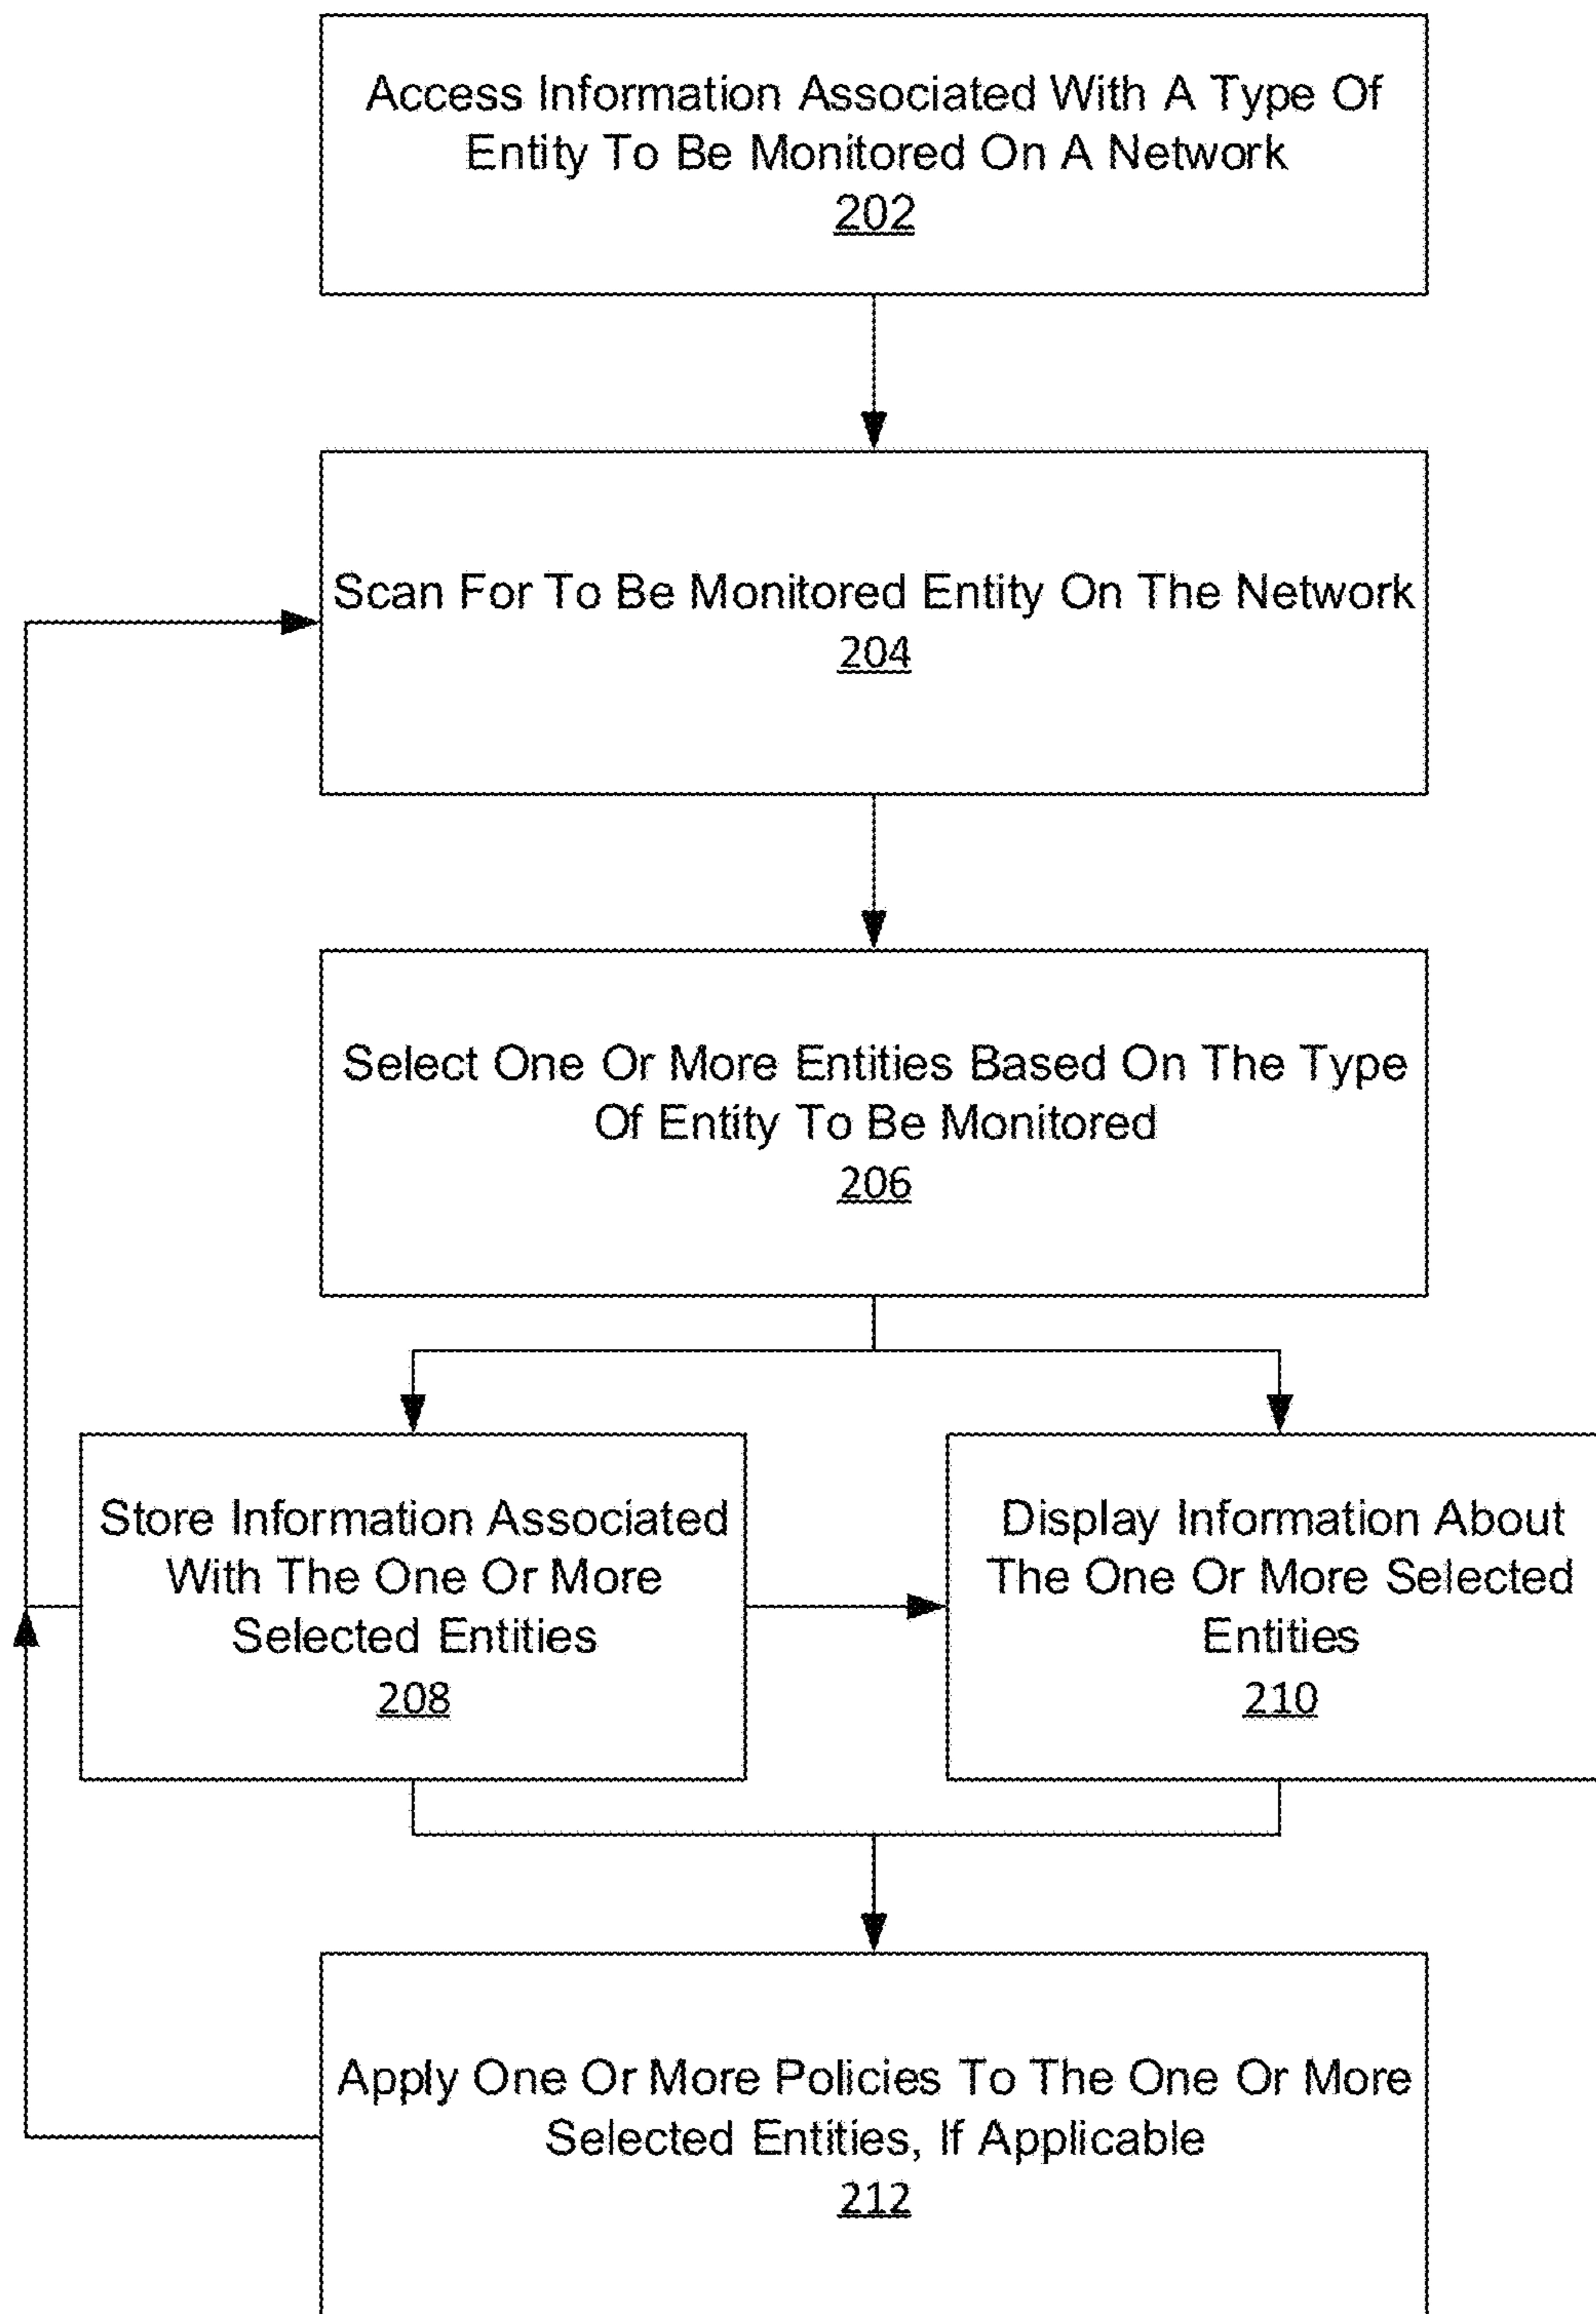 Access Information Associated With A Type Of
Entity To Be Monitored On A Network
202
Scan For To Be Monitored Entity On The Network
204
Select One Or More Entities Based On The Type
Of Entity To Be Monitored
206
Store Information Associated
With The One Or More
Selected Entities
208
Display Information About
The One Or More Selected
Entities
210
Apply One Or More Policies To The One Or More
Selected Entities, If Applicable
212